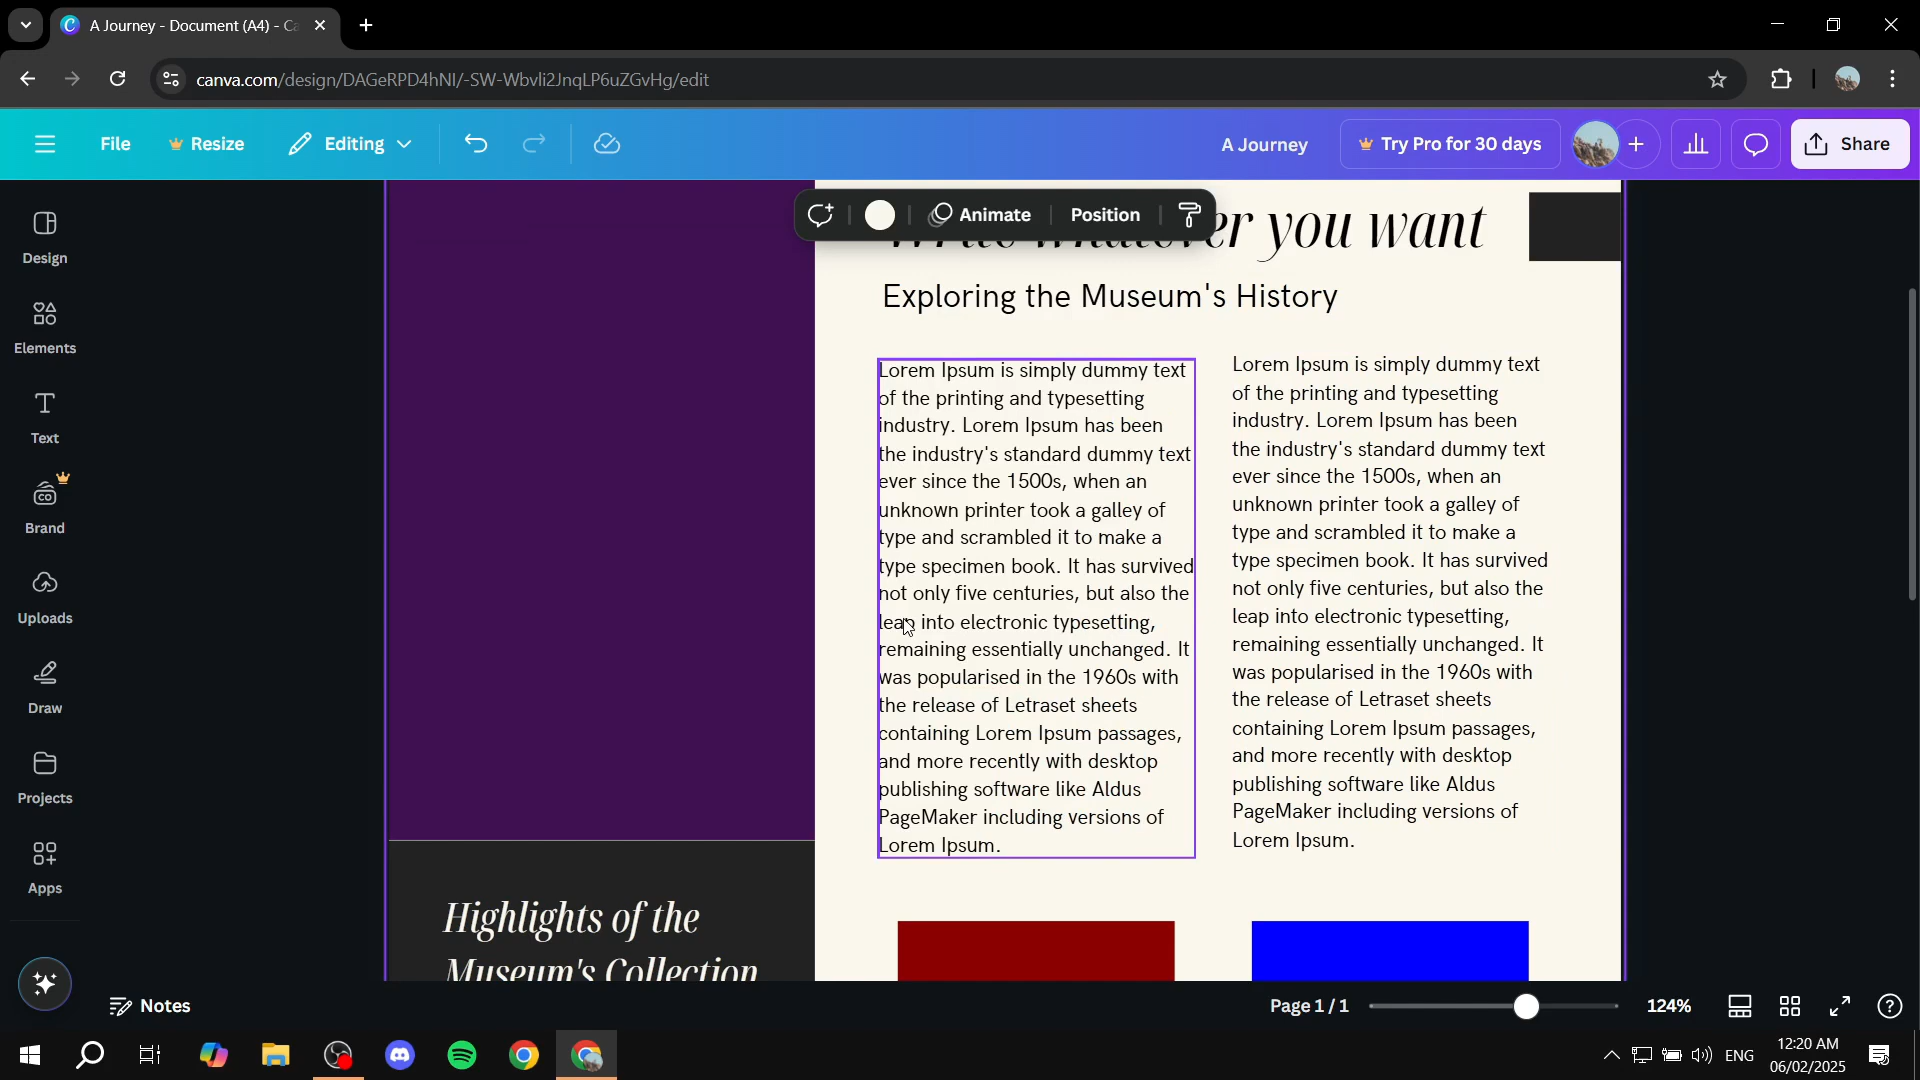 A Journey - Document (A4) - Ca
canva.com/design/DAGeRPD4hNI/-SW-Wbvli2JnqLP6uZGvHg/edit
File
Resize
Editing
A Journey
Try Pro for 30 days
Share
Design
Elements
Text
Brand
Uploads
Draw
Projects
Apps
Animate
Position
Write whatever you want
Exploring the Museum's History
Lorem Ipsum is simply dummy text
of the printing and typesetting
industry. Lorem Ipsum has been
the industry's standard dummy text
ever since the 1500s, when an
unknown printer took a galley of
type and scrambled it to make a
type specimen book. It has survived
not only five centuries, but also the
leap into electronic typesetting,
remaining essentially unchanged. It
was popularised in the 1960s with
the release of Letraset sheets
containing Lorem Ipsum passages,
and more recently with desktop
publishing software like Aldus
PageMaker including versions of
Lorem Ipsum.
Lorem Ipsum is simply dummy text
of the printing and typesetting
industry. Lorem Ipsum has been
the industry's standard dummy text
ever since the 1500s, when an
unknown printer took a galley of
type and scrambled it to make a
type specimen book. It has survived
not only five centuries, but also the
leap into electronic typesetting,
remaining essentially unchanged. It
was popularised in the 1960s with
the release of Letraset sheets
containing Lorem Ipsum passages,
and more recently with desktop
publishing software like Aldus
PageMaker including versions of
Lorem Ipsum.
Highlights of the
Museum's Collection
Notes
Page 1 / 1
124%
ENG
12:20 AM
06/02/2025